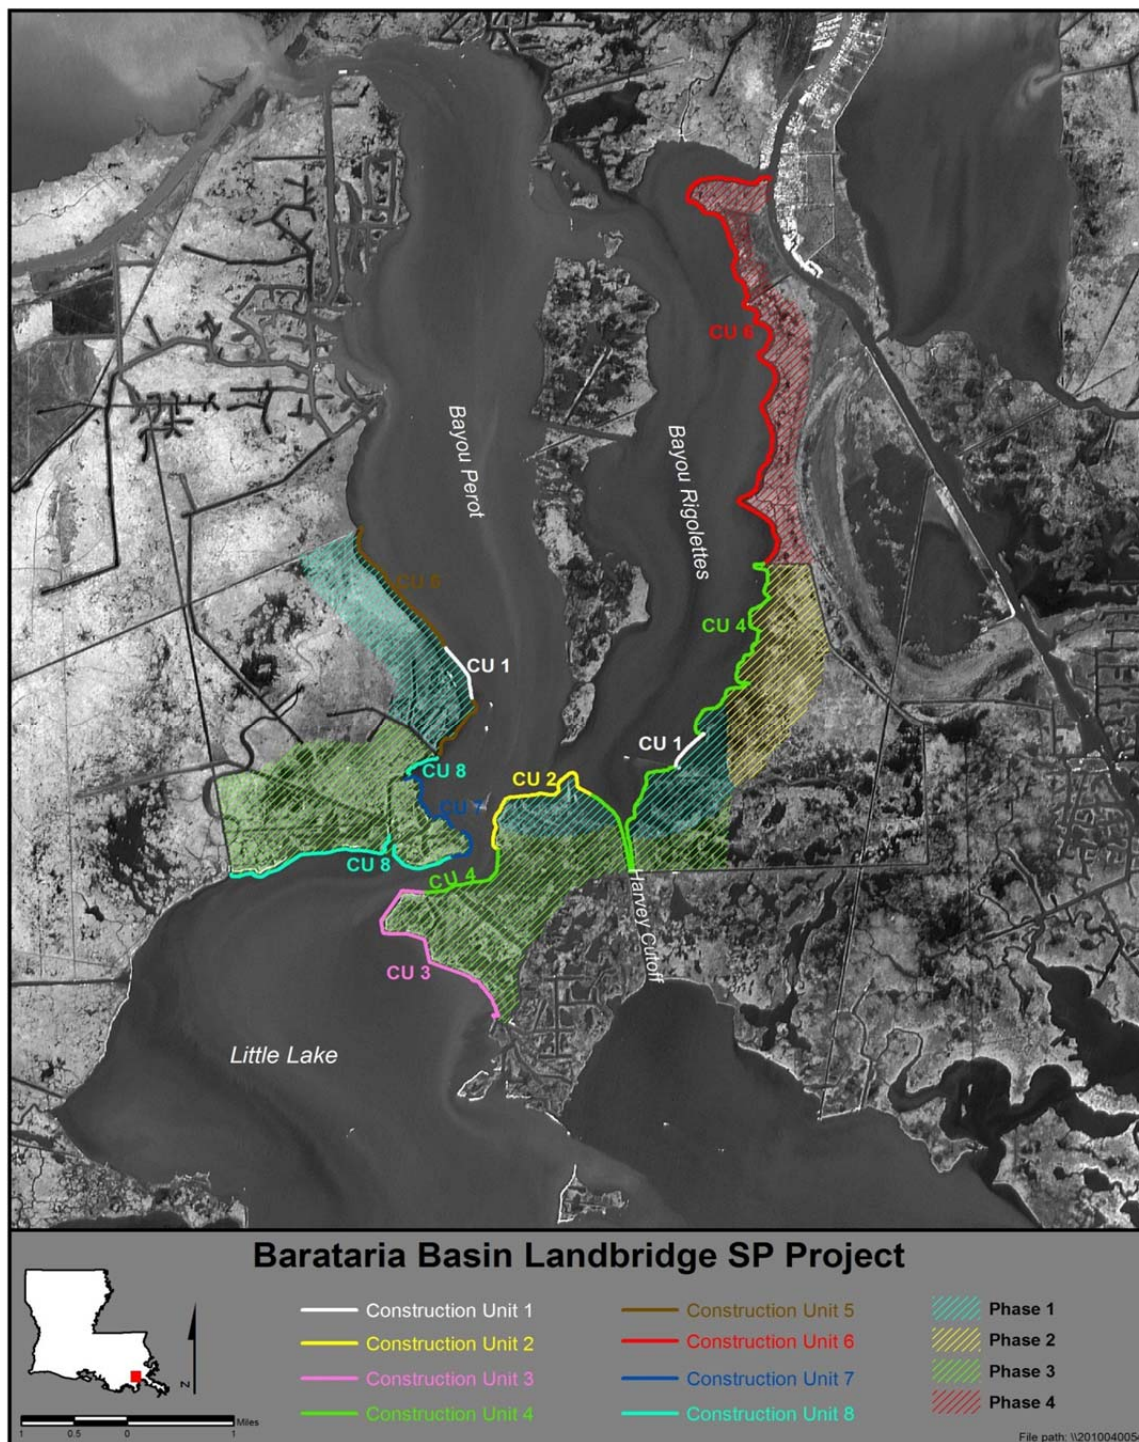 CU 6
Bayou Perot
Bayou Rigolettes
CU 5
CU 4
CU 1
CU 1
CU 8
CU 2
CU 7
CU 8
CU 4
Harvey Cutoff
CU 3
Little Lake
Barataria Basin Landbridge SP Project
Construction Unit 1
Construction Unit 2
Construction Unit 3
Construction Unit 4
Construction Unit 5
Construction Unit 6
Construction Unit 7
Construction Unit 8
Phase 1
Phase 2
Phase 3
Phase 4
N
1 0.5 0 1 Miles
File path: \\201004005